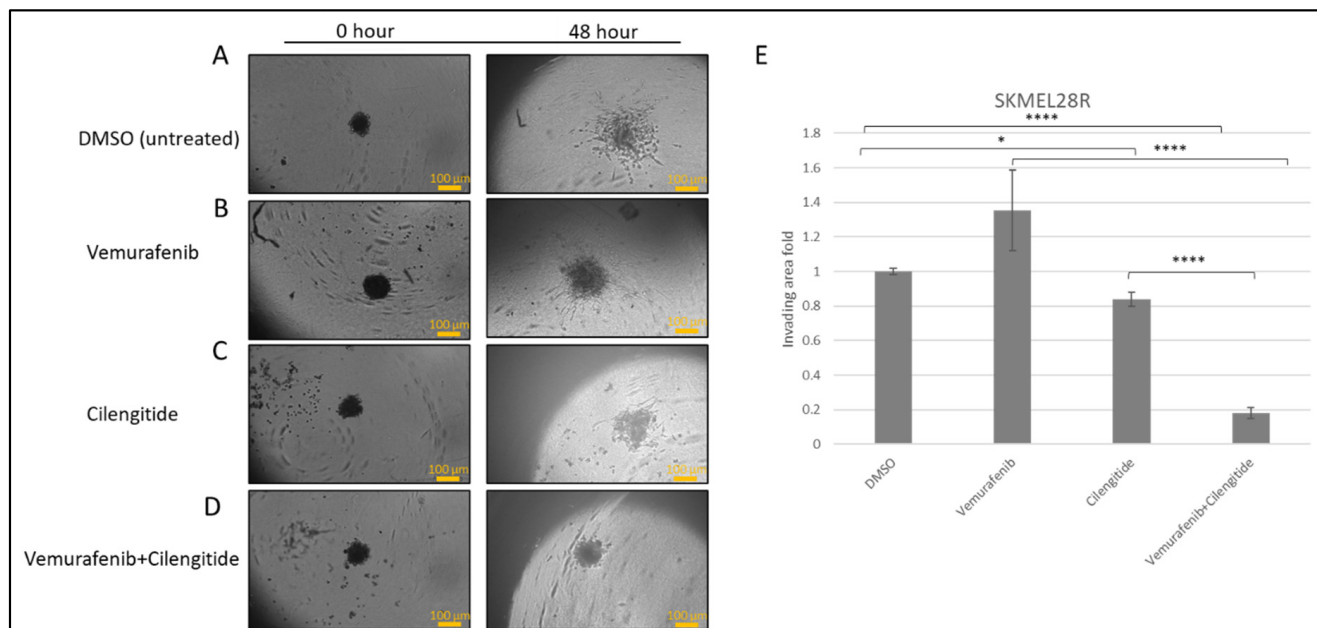 0 hour 48 hour
A
DMSO (untreated)
100 µm 100 µm
B
Vemurafenib
100 µm 100 µm
C
Cilengitide
100 µm 100 µm
D
Vemurafenib+Cilengitide
100 µm 100 µm
E
SKMEL28R
****
*
****
****
Invading area fold
1.8
1.6
1.4
1.2
1
0.8
0.6
0.4
0.2
0
DMSO
Vemurafenib
Cilengitide
Vemurafenib+Cilengitide